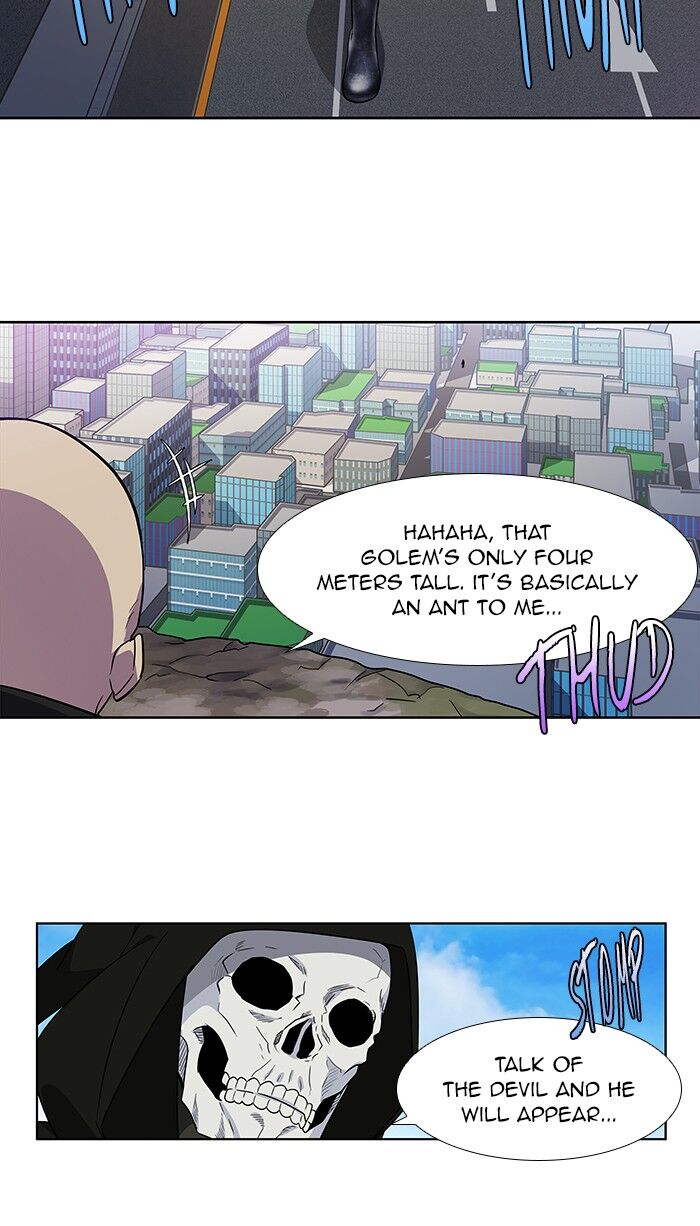 HAHAHA, THAT
GOLEM'S ONLY FOUR
METERS TALL. IT'S BASICALLY
AN ANT TO ME...
THUD
STOMP
TALK OF
THE DEVIL AND HE
WILL APPEAR...